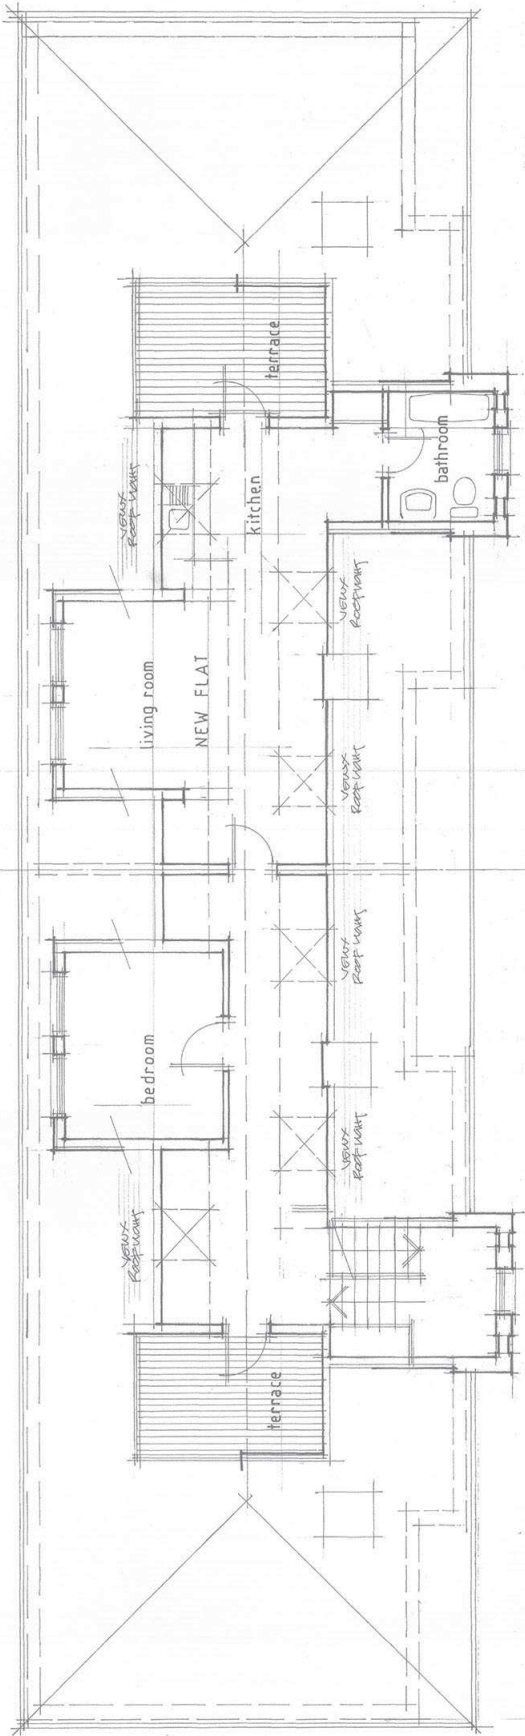 terrace
kitchen
bathroom
VELUX
ROOFLIGHT
VELUX
ROOFLIGHT
living room
NEW FLAT
VELUX
ROOFLIGHT
VELUX
ROOFLIGHT
bedroom
VELUX
ROOFLIGHT
VELUX
ROOFLIGHT
terrace